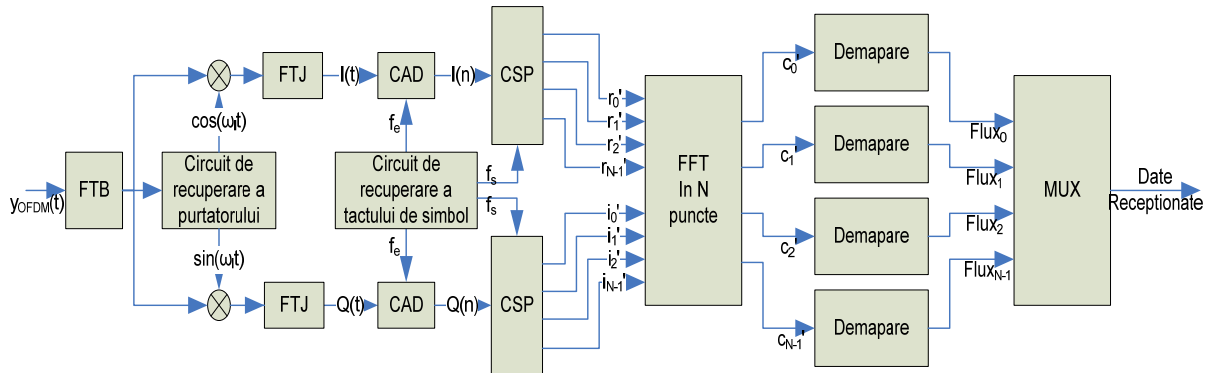 y_OFDM(t)
FTB
cos(ω_l t)
Circuit de
recuperare a
purtatorului
sin(ω_l t)
FTJ
I(t)
CAD
I(n)
f_e
Circuit de
recuperare a
tactului de simbol
f_s
f_s
f_e
FTJ
Q(t)
CAD
Q(n)
CSP
r_0'
r_1'
r_2'
r_N-1'
CSP
i_0'
i_1'
i_2'
i_N-1'
FFT
In N
puncte
c_0'
Demapare
Flux_0
c_1'
Demapare
Flux_1
c_2'
Demapare
Flux_2
c_N-1'
Demapare
Flux_N-1
MUX
Date
Receptionate